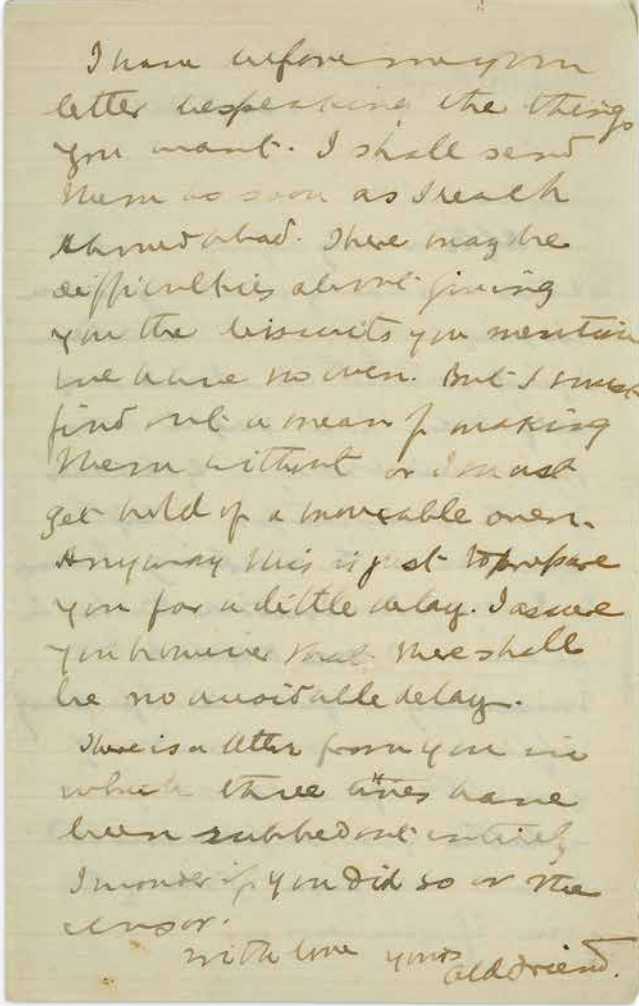 I have before me your
letter bespeaking the things
you want. I shall send
them as soon as I reach
Ahmedabad. There may be
difficulties about giving
you the biscuits you mention
we have no oven. But I must
find out a means of making
them without or I must
get hold of a moveable oven.
Anyway this is just to prepare
you for a little delay. I assure
you however that there shall
be no avoidable delay.
There is a letter from you in
which three lines have
been rubbed out entirely
I wonder if you did so or the
censor.
with love yours
old friend.